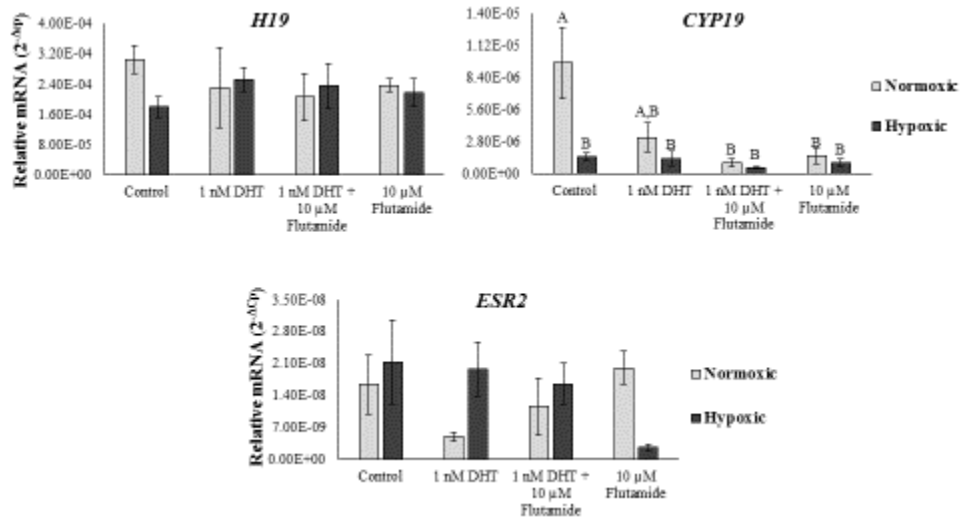 H19
Relative mRNA (2-ΔCp)
4.00E-04
3.20E-04
2.40E-04
1.60E-04
8.00E-05
0.00E+00
Control
1 nM DHT
1 nM DHT +
10 µM
Flutamide
10 µM
Flutamide
CYP19
1.40E-05
1.12E-05
8.40E-06
5.60E-06
2.80E-06
0.00E+00
A
B
A,B
B
B
B
B
B
Control
1 nM DHT
1 nM DHT +
10 µM
Flutamide
10 µM
Flutamide
Normoxic
Hypoxic
ESR2
Relative mRNA (2-ΔCp)
3.50E-08
2.80E-08
2.10E-08
1.40E-08
7.00E-09
0.00E+00
Control
1 nM DHT
1 nM DHT +
10 µM
Flutamide
10 µM
Flutamide
Normoxic
Hypoxic